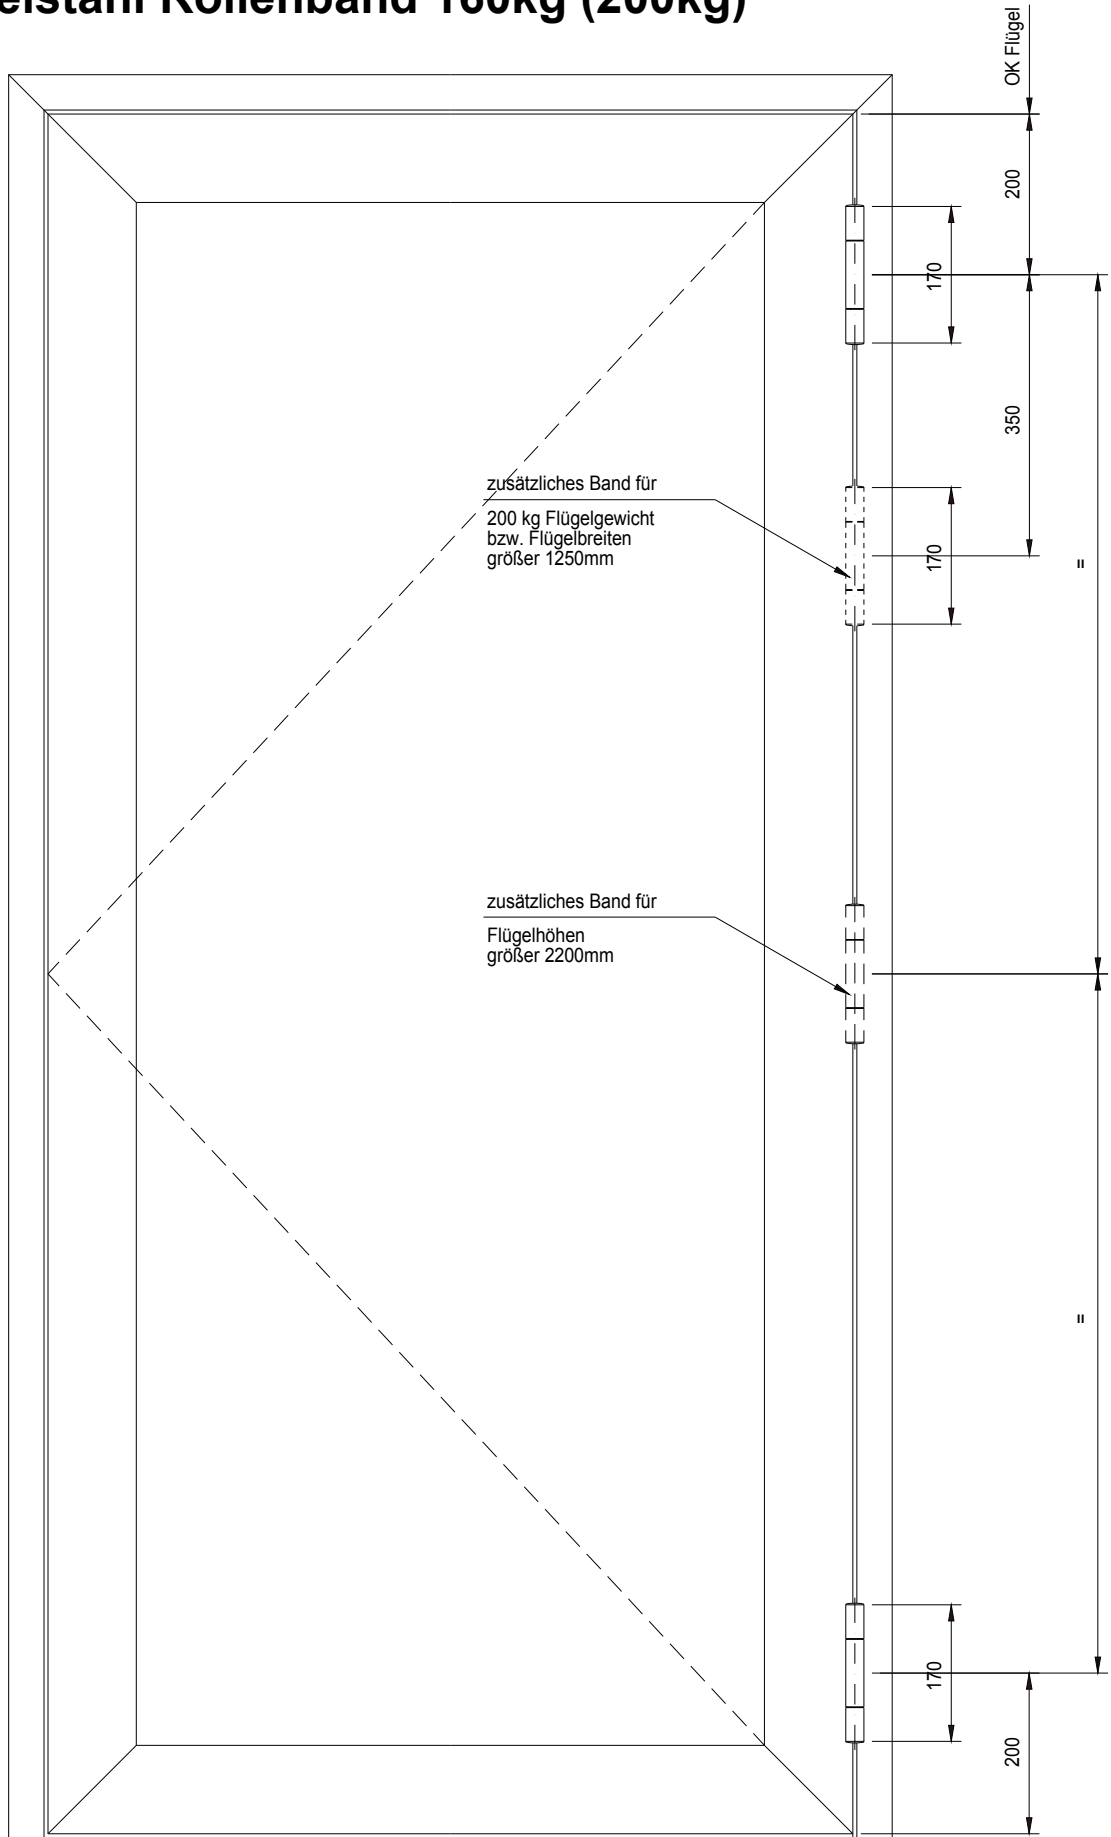 Rollenband 160kg (200kg)
OK Flügel
200
170
350
zusätzliches Band für
200 kg Flügelgewicht
bzw. Flügelbreiten
größer 1250mm
170
=
zusätzliches Band für
Flügelhöhen
größer 2200mm
=
170
200